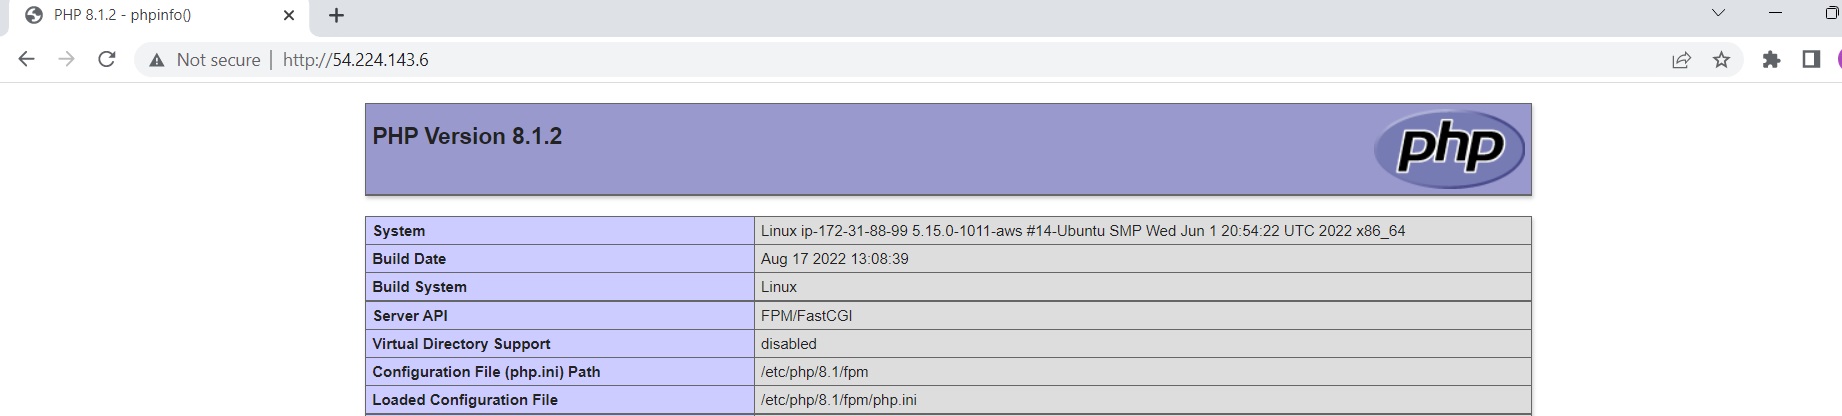 PHP 8.1.2 - phpinfo()
Not secure | http://54.224.143.6
PHP Version 8.1.2
php
System Linux ip-172-31-88-99 5.15.0-1011-aws #14-Ubuntu SMP Wed Jun 1 20:54:22 UTC 2022 x86_64
Build Date Aug 17 2022 13:08:39
Build System Linux
Server API FPM/FastCGI
Virtual Directory Support disabled
Configuration File (php.ini) Path /etc/php/8.1/fpm
Loaded Configuration File /etc/php/8.1/fpm/php.ini